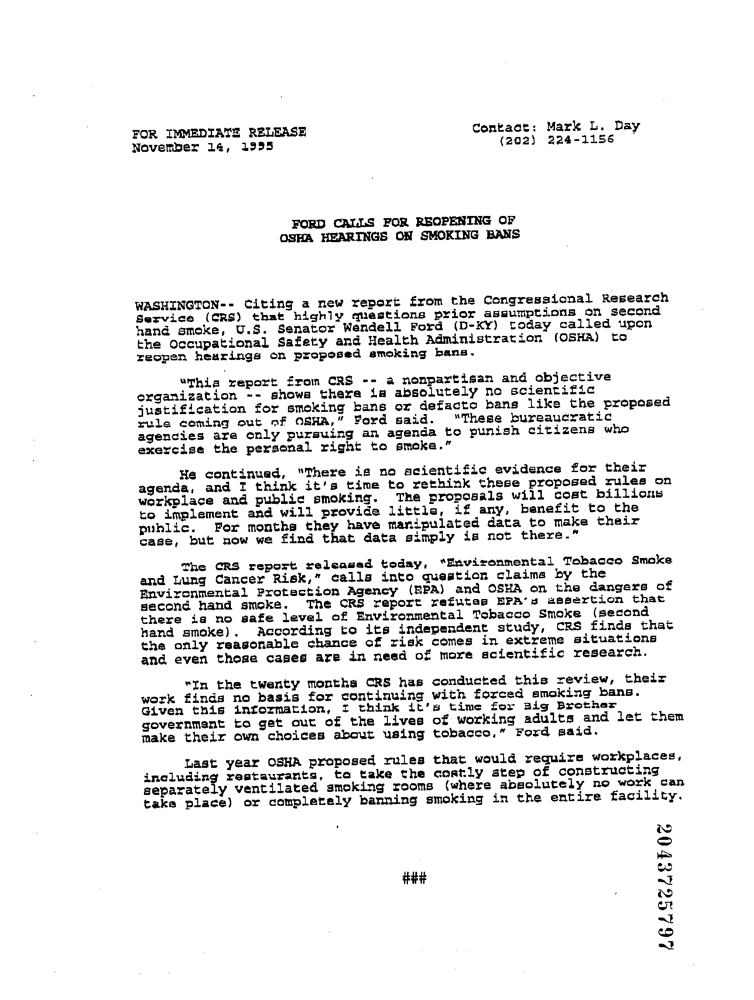 FOR IMMEDIATE RELEASE
November 14, 1995
Contact: Mark L. Day
(202) 224-1156
FORD CALLS FOR REOPENING OF
OSHA HEARINGS ON SMOKING BANS
WASHINGTON-- Citing a new report from the Congressional Research
Service (CRS) that highly questions prior assumptions on second
hand smoke, U.S. Senator Wendell Ford (D-KY) today called upon
the Occupational Safety and Health Administration (OSHA) to
reopen hearings on proposed smoking bans.
"This report from CRS -- a nonpartisan and objective
organization -- shows there is absolutely no scientific
justification for smoking bans or defacto bans like the proposed
rule coming out of OSHA," Ford said. "These bureaucratic
agencies are only pursuing an agenda to punish citizens who
exercise the personal right to smoke."
He continued, "There is no scientific evidence for their
agenda, and I think it's time to rethink these proposed rules on
workplace and public smoking. The proposals will cost billions
to implement and will provide little, if any, benefit to the
public. For months they have manipulated data to make their
case, but now we find that data simply is not there."
The CRS report released today, "Environmental Tobacco Smoke
and Lung Cancer Risk," calls into question claims by the
Environmental Protection Agency (EPA) and OSHA on the dangers of
second hand smoke. The CRS report refutes EPA's assertion that
there is no safe level of Environmental Tobacco Smoke (second
hand smoke). According to its independent study, CRS finds that
the only reasonable chance of risk comes in extreme situations
and even those cases are in need of more scientific research.
"In the twenty months CRS has conducted this review, their
work finds no basis for continuing with forced smoking bans.
Given this information, I think it's time for Big Brother
government to get out of the lives of working adults and let them
make their own choices about using tobacco," Ford said.
Last year OSHA proposed rules that would require workplaces,
including restaurants, to take the costly step of constructing
separately ventilated smoking rooms (where absolutely no work can
take place) or completely banning smoking in the entire facility.
###
2043725797